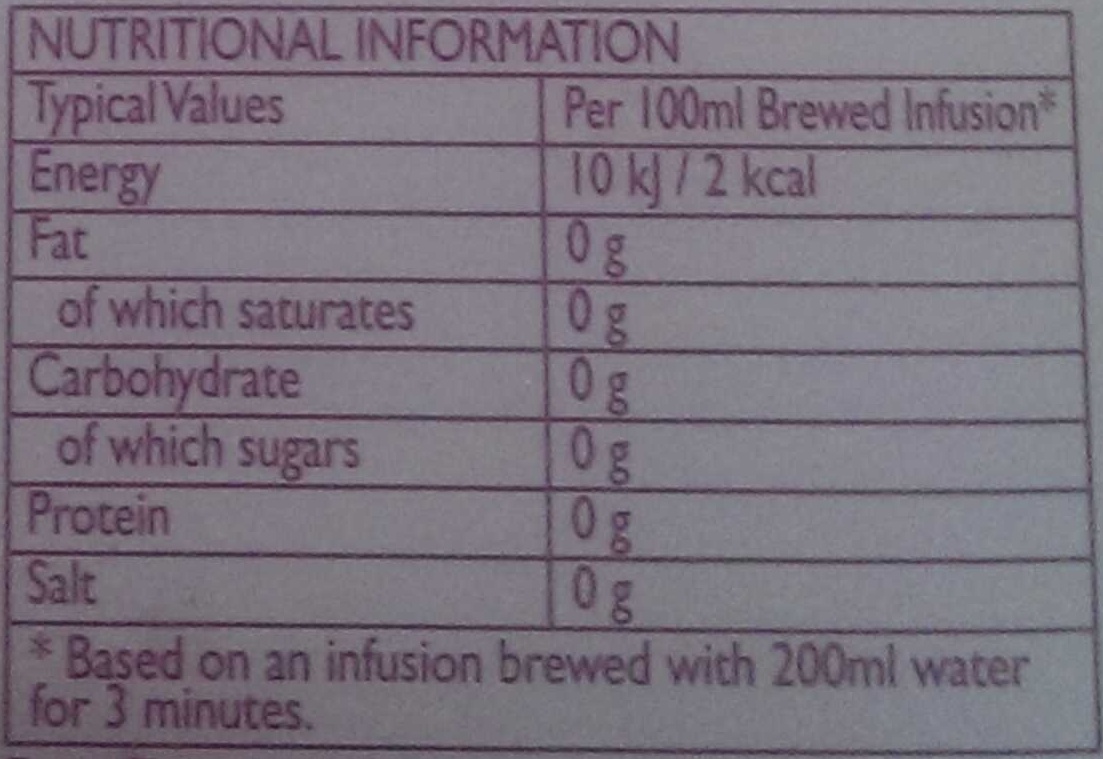 NUTRITIONAL INFORMATION
Typical Values Per 100ml Brewed Infusion*
Energy 10 kJ / 2 kcal
Fat 0 g
of which saturates 0 g
Carbohydrate 0 g
of which sugars 0 g
Protein 0 g
Salt 0 g
* Based on an infusion brewed with 200ml water
for 3 minutes.